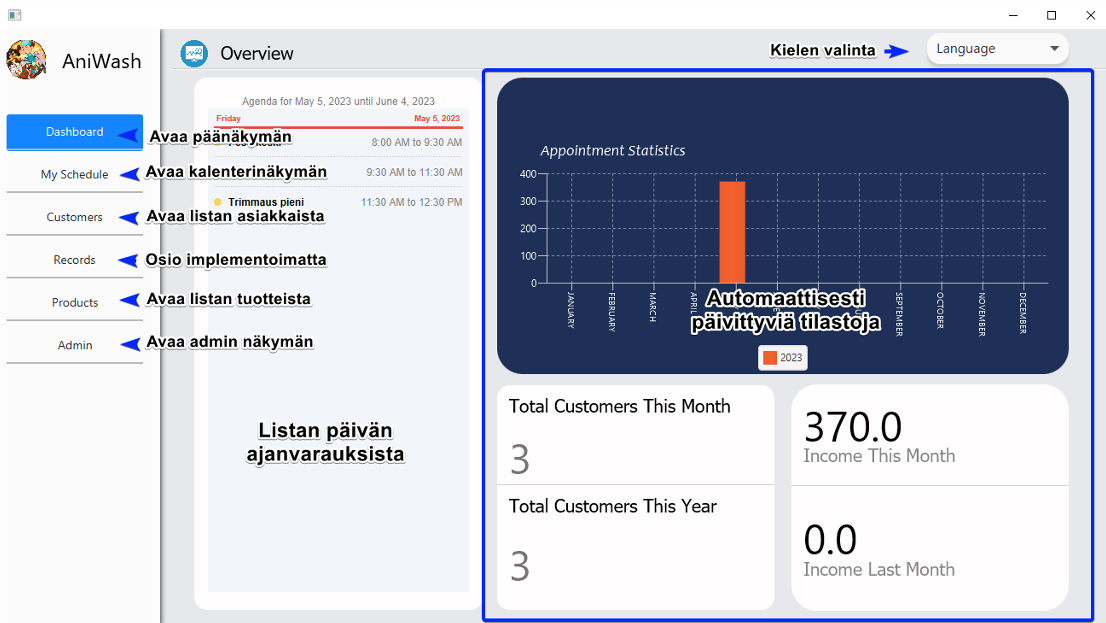 AniWash
Overview
Kielen valinta
Language
Dashboard
Avaa päänäkymän
My Schedule
Avaa kalenterinäkymän
Customers
Avaa listan asiakkaista
Records
Osio implementoimatta
Products
Avaa listan tuotteista
Admin
Avaa admin näkymän
Agenda for May 5, 2023 until June 4, 2023
Friday May 5, 2023
8:00 AM to 9:30 AM
9:30 AM to 11:30 AM
Trimmaus pieni 11:30 AM to 12:30 PM
Listan päivän
ajanvarauksista
Appointment Statistics
400
300
200
100
0
JANUARY
FEBRUARY
MARCH
APRIL
SEPTEMBER
OCTOBER
NOVEMBER
DECEMBER
Automaattisesti
päivittyviä tilastoja
2023
Total Customers This Month
3
Total Customers This Year
3
370.0
Income This Month
0.0
Income Last Month